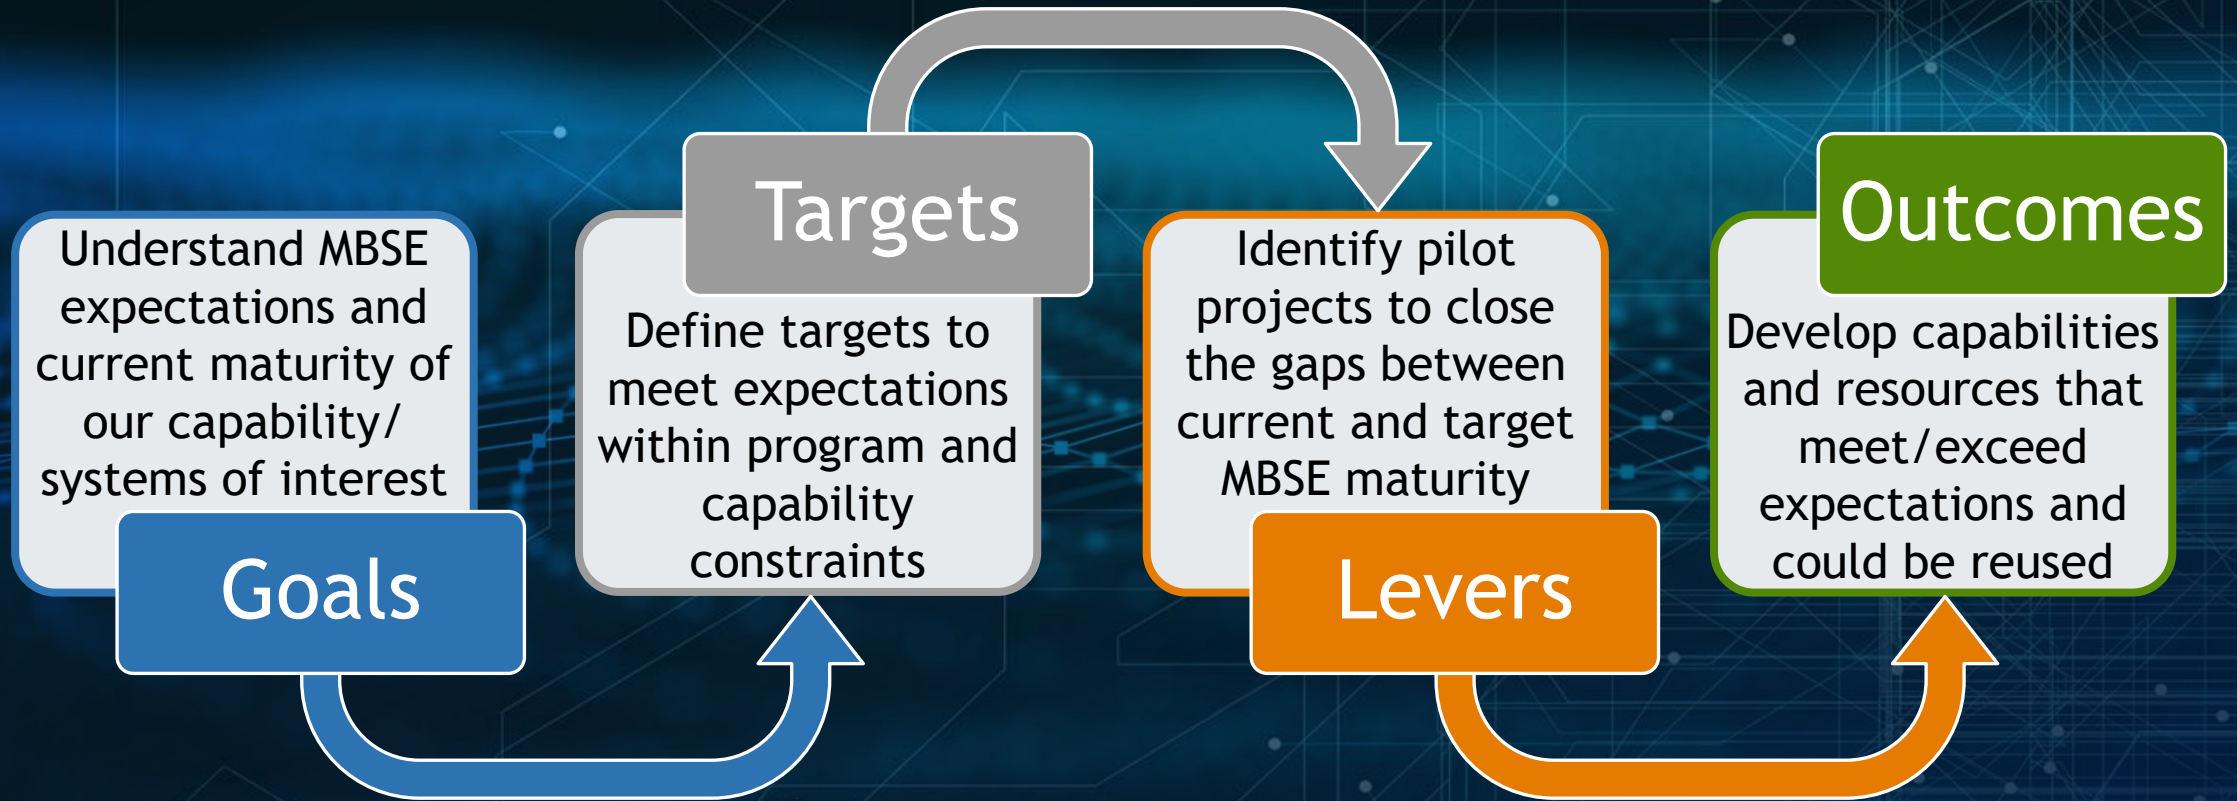 Understand MBSE
expectations and
current maturity of
our capability/
systems of interest
Goals
Targets
Define targets to
meet expectations
within program and
capability
constraints
Identify pilot
projects to close
the gaps between
current and target
MBSE maturity
Levers
Outcomes
Develop capabilities
and resources that
meet/exceed
expectations and
could be reused